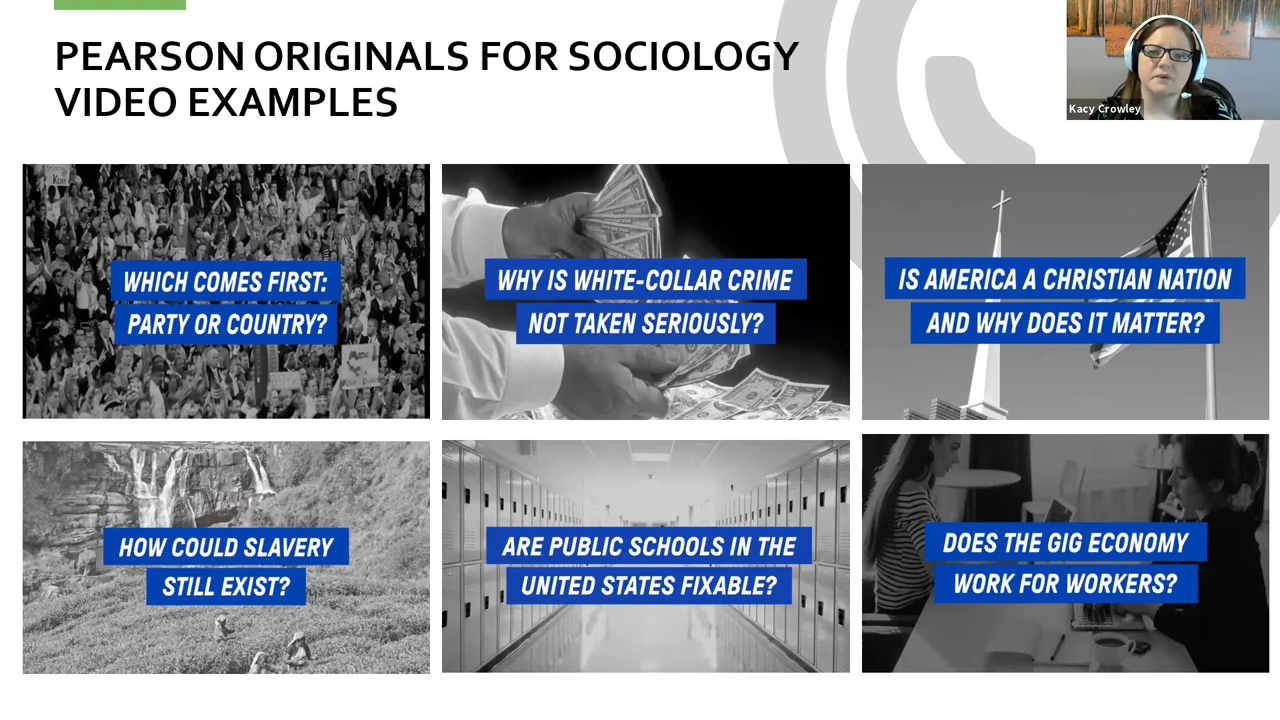 PEARSON ORIGINALS FOR SOCIOLOGY
VIDEO EXAMPLES
Kacy Crowley
WHICH COMES FIRST:
PARTY OR COUNTRY?
WHY IS WHITE-COLLAR CRIME
NOT TAKEN SERIOUSLY?
IS AMERICA A CHRISTIAN NATION
AND WHY DOES IT MATTER?
HOW COULD SLAVERY
STILL EXIST?
ARE PUBLIC SCHOOLS IN THE
UNITED STATES FIXABLE?
DOES THE GIG ECONOMY
WORK FOR WORKERS?